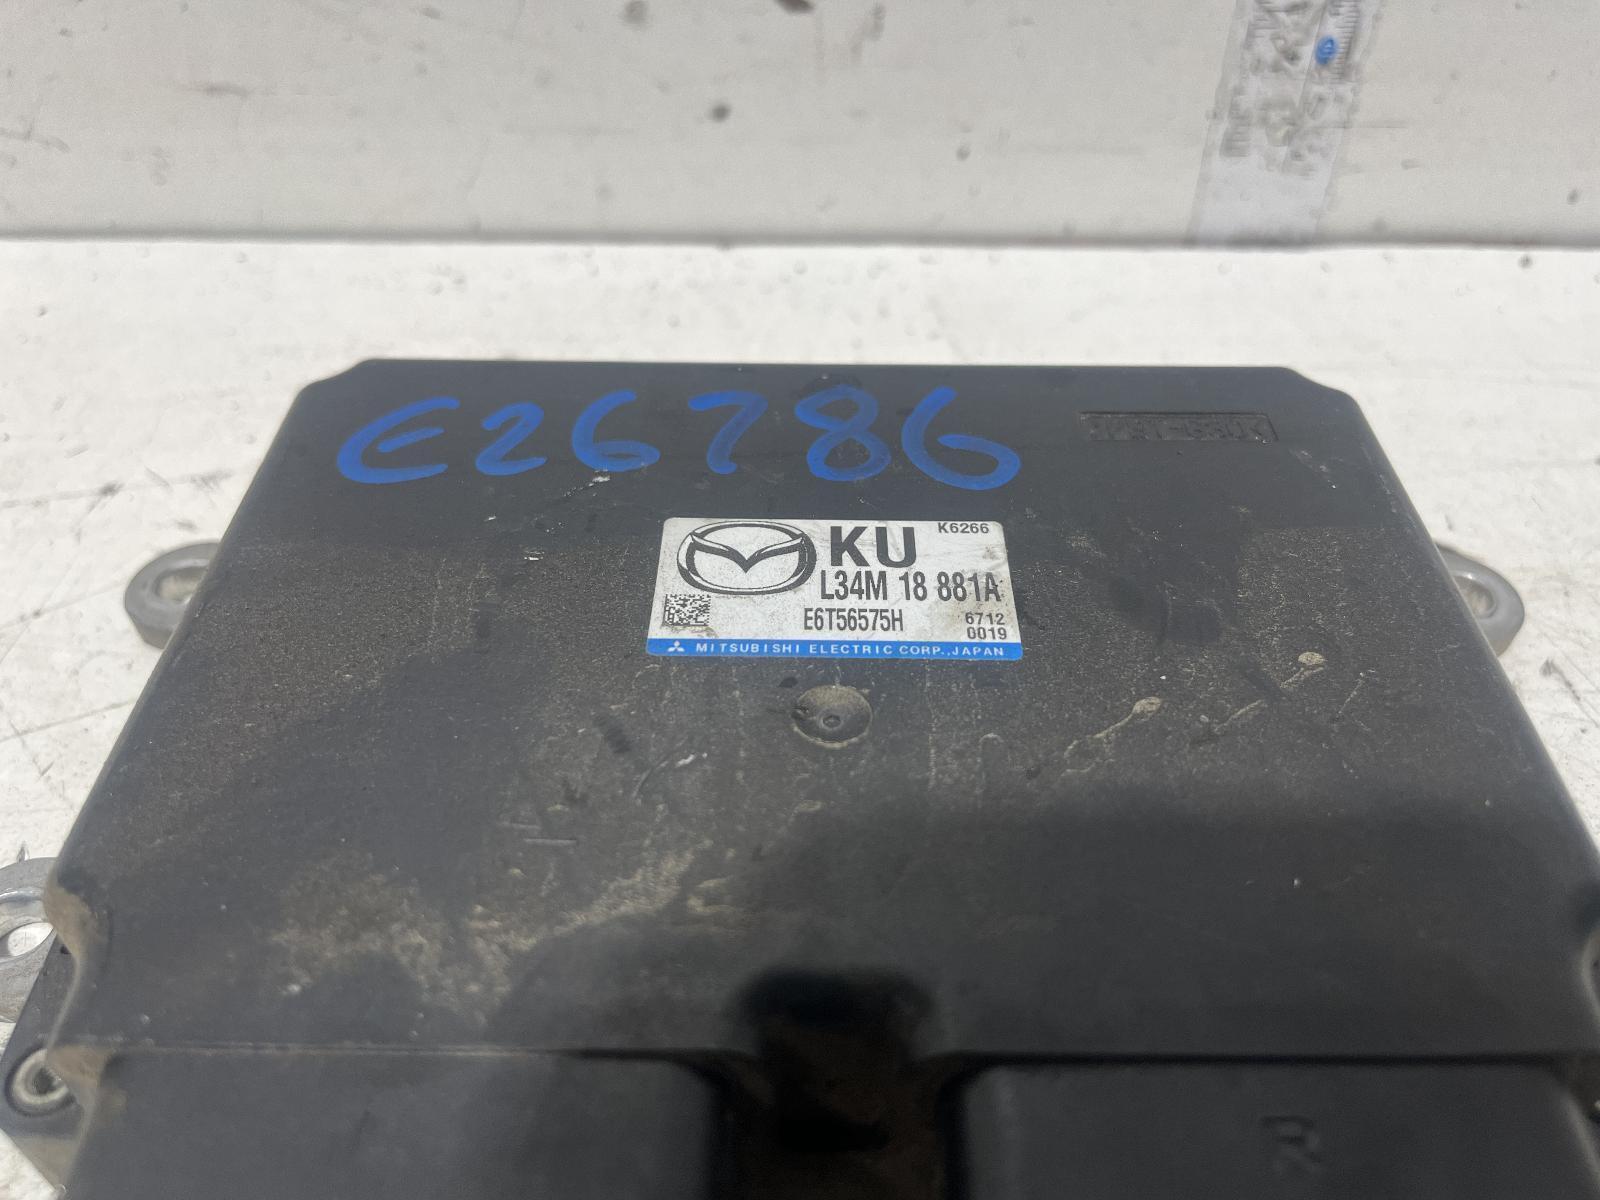 E26786
KU K6266
L34M 18 881A
E6T56575H 6712
0019
MITSUBISHI ELECTRIC CORP., JAPAN
R